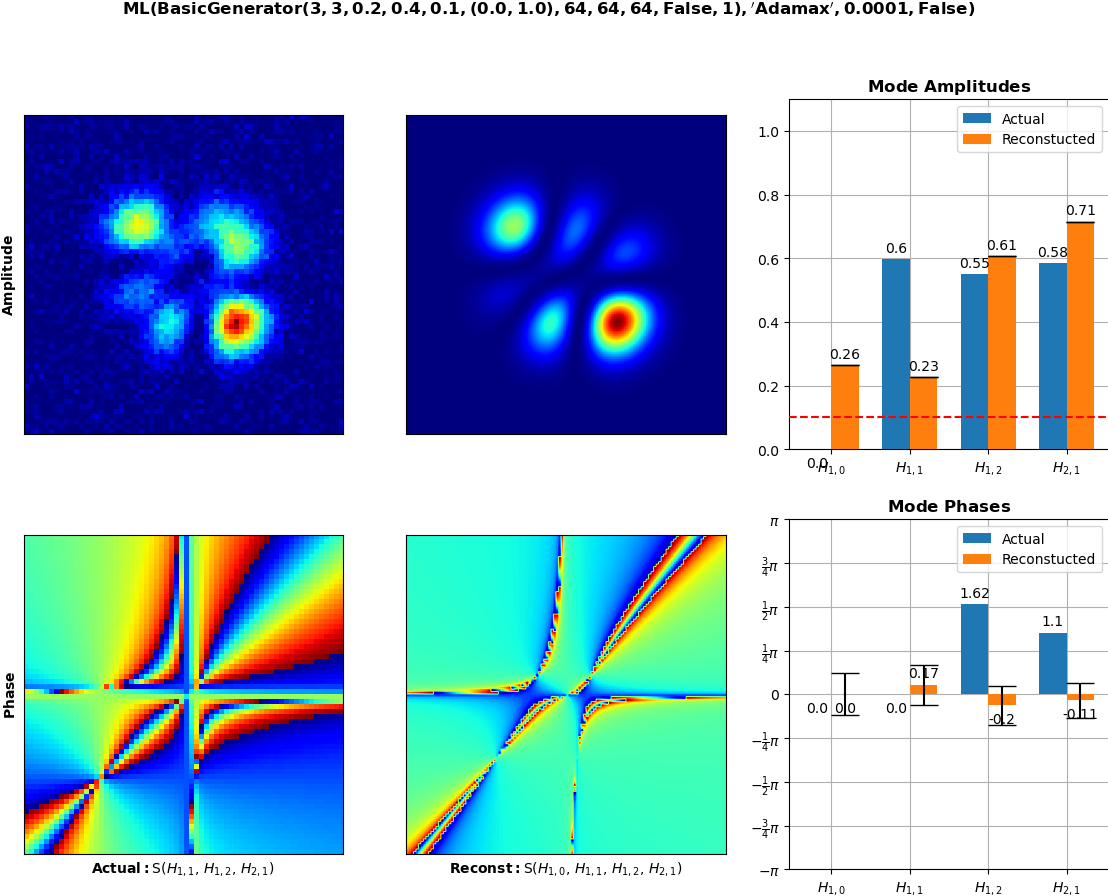 ML(BasicGenerator(3, 3, 0.2, 0.4, 0.1, (0.0, 1.0), 64, 64, 64, False, 1), ′Adamax′, 0.0001, False)
Amplitude
Mode Amplitudes
Actual
Reconstucted
1.0
0.8
0.6
0.4
0.2
0.0
0.0
0.26
0.6
0.23
0.55
0.61
0.58
0.71
H1,0
H1,1
H1,2
H2,1
Phase
Actual: S(H1,1, H1,2, H2,1)
Reconst: S(H1,0, H1,1, H1,2, H2,1)
Mode Phases
Actual
Reconstucted
π
3/4π
1/2π
1/4π
0
−1/4π
−1/2π
−3/4π
−π
0.0
0.0
0.0
0.17
1.62
-0.2
1.1
-0.11
H1,0
H1,1
H1,2
H2,1